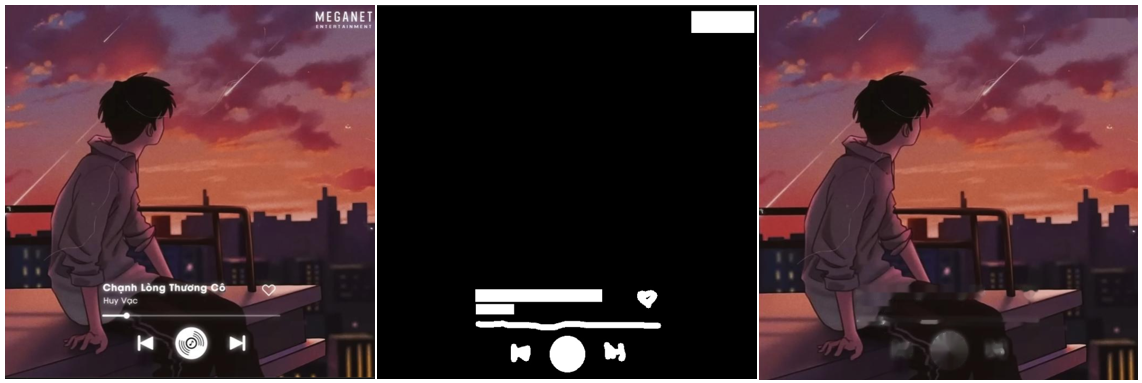 MEGANET
ENTERTAINMENT
Chạnh Lòng Thương Cô
Huy Vạc